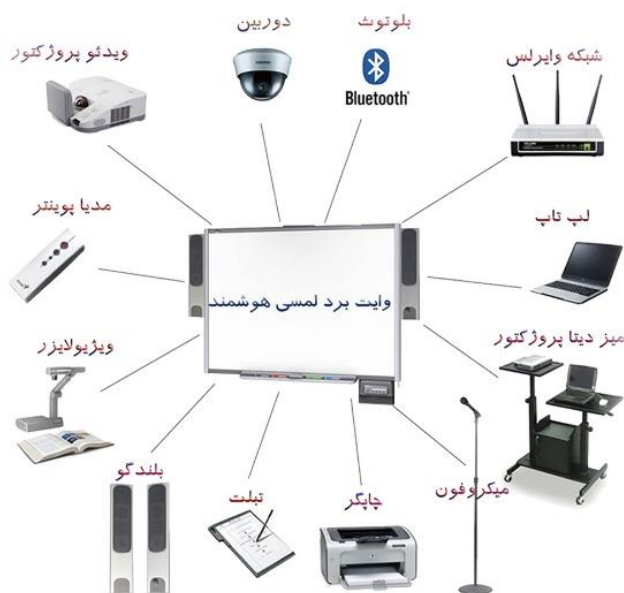 بلوتوث
دوربین
ویدئو پروژکتور
شبکه وایرلس
Bluetooth
مدیا پوینتر
لپ تاپ
وایت برد لمسی هوشمند
میز دیتا پروژکتور
ویژیولایزر
بلندگو
تبلت
چاپگر
میکروفون